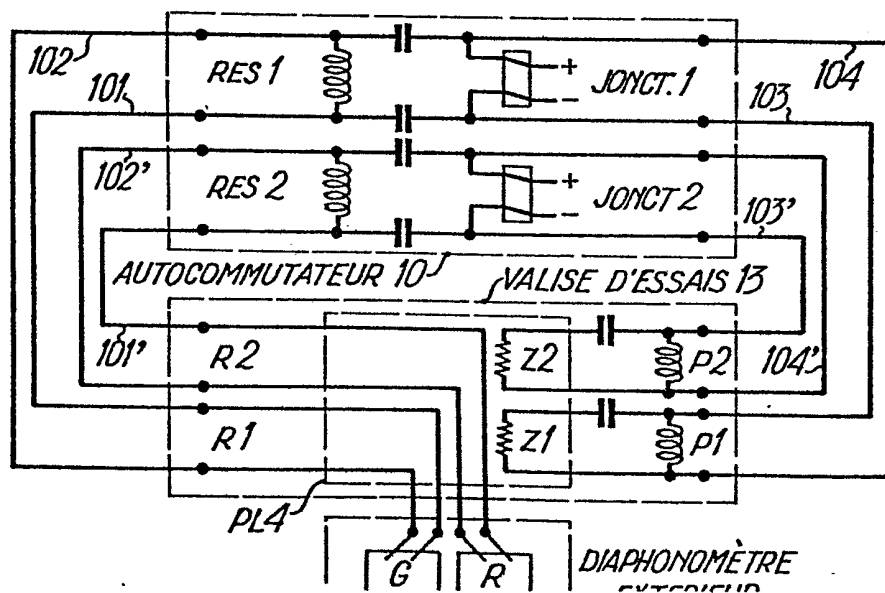 102
RES 1
+
-
JONCT. 1
104
101
103
102'
RES 2
+
-
JONCT 2
103'
AUTOCOMMUTATEUR 10
VALISE D'ESSAIS 13
101'
R2
Z2
P2
104'
R1
Z1
P1
PL4
G
R
DIAPHONOMÈTRE
EXTERIEUR